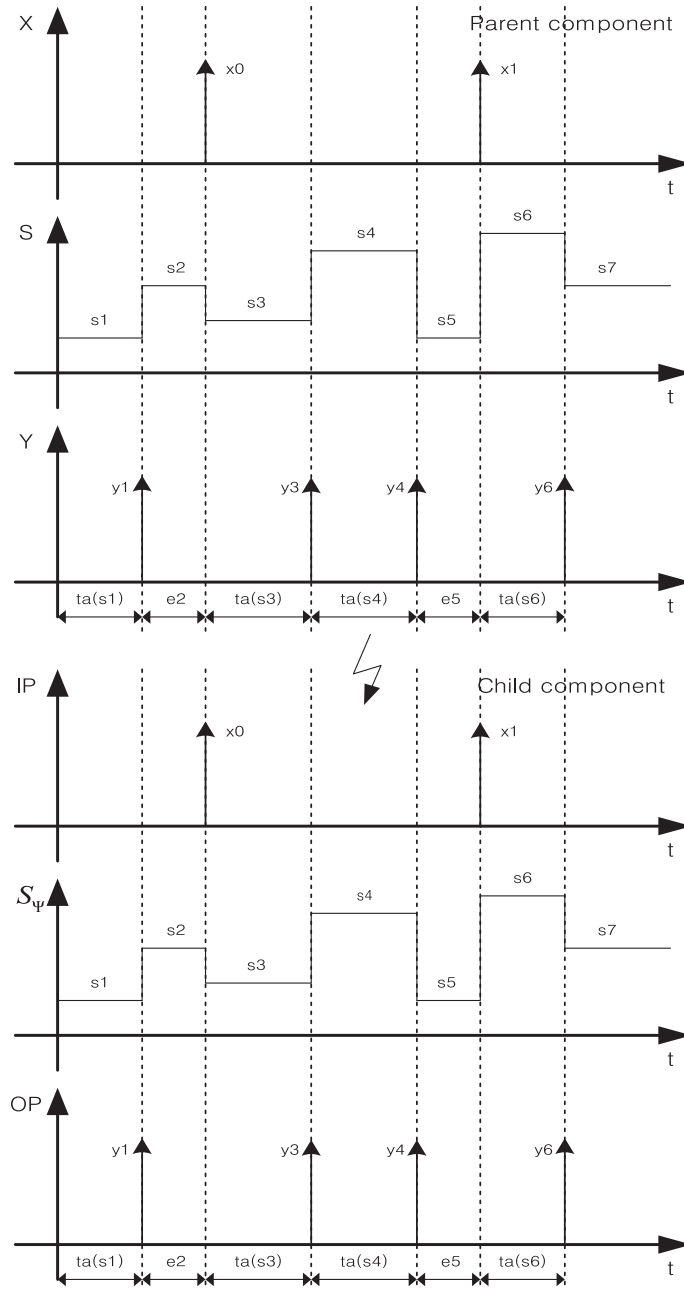 X
Parent component
x0
x1
t
S
s6
s4
s2
s7
s3
s1
s5
t
Y
y1
y3
y4
y6
ta(s1) e2 ta(s3) ta(s4) e5 ta(s6)
t
IP
Child component
x0
x1
t
SΨ
s6
s4
s2
s7
s3
s1
s5
t
OP
y1
y3
y4
y6
ta(s1) e2 ta(s3) ta(s4) e5 ta(s6)
t